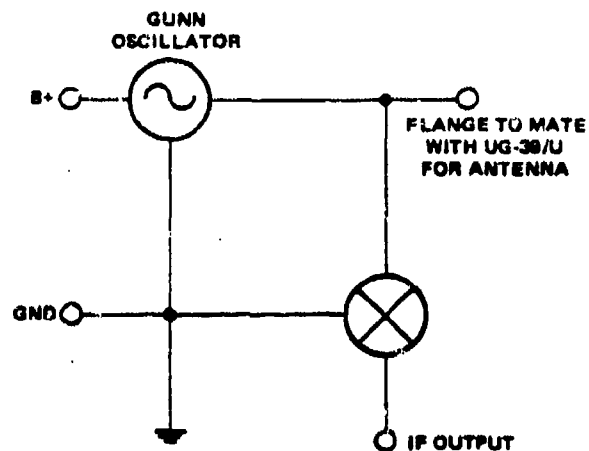 GUNN
OSCILLATOR
B+
FLANGE TO MATE
WITH UG-39/U
FOR ANTENNA
GND
IF OUTPUT